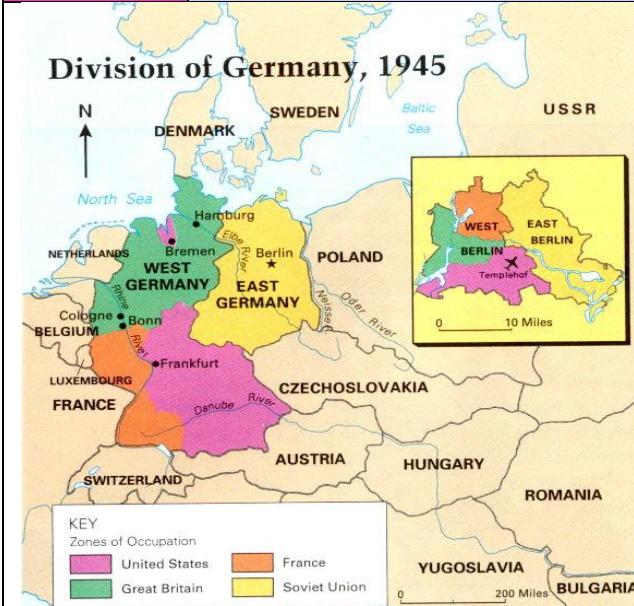 Division of Germany, 1945
N
SWEDEN
Baltic
Sea
USSR
DENMARK
North Sea
Hamburg
Elbe River
NETHERLANDS
Bremen
WEST
GERMANY
Berlin
EAST
GERMANY
POLAND
Neisse R.
Oder River
Rhine
River
Cologne
Bonn
BELGIUM
Frankfurt
LUXEMBOURG
FRANCE
CZECHOSLOVAKIA
Danube River
SWITZERLAND
AUSTRIA
HUNGARY
ROMANIA
YUGOSLAVIA
BULGARIA
WEST
BERLIN
EAST
BERLIN
Templehof
0 10 Miles
KEY
Zones of Occupation
United States
France
Great Britain
Soviet Union
0 200 Miles